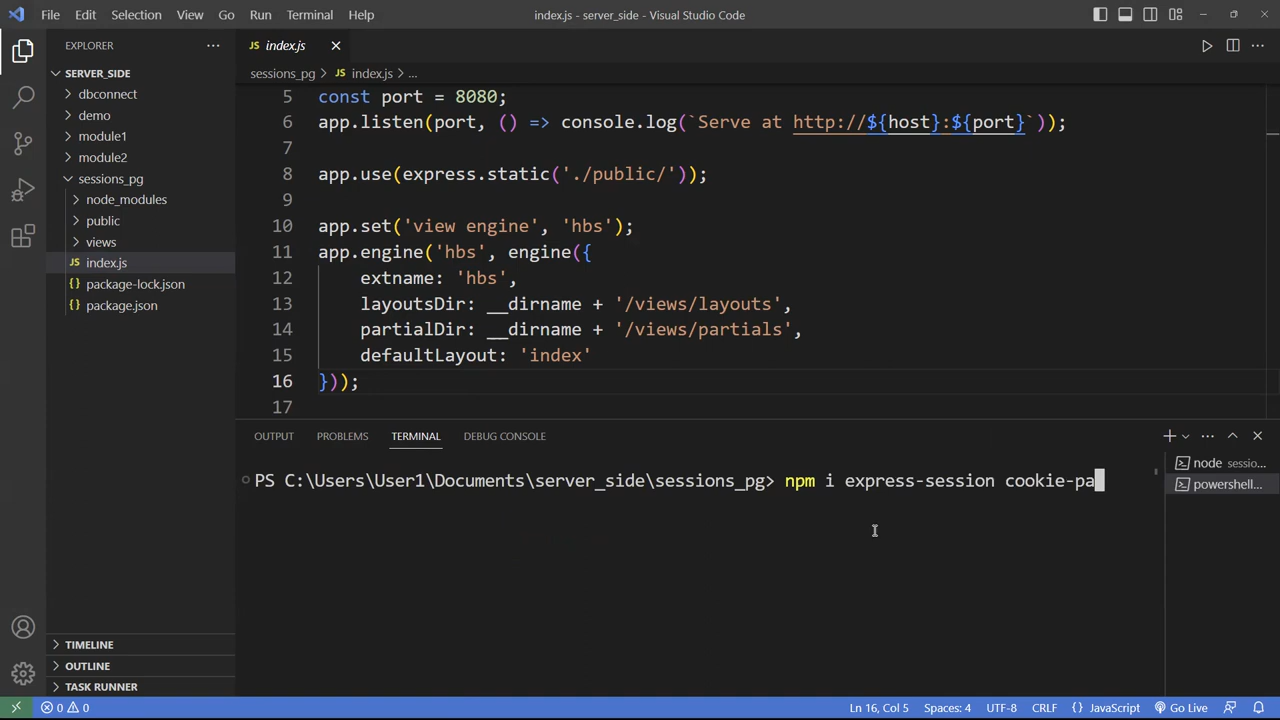 File Edit Selection View Go Run Terminal Help index.js - server_side - Visual Studio Code
EXPLORER
SERVER_SIDE
dbconnect
demo
module1
module2
sessions_pg
node_modules
public
views
JS index.js
{} package-lock.json
{} package.json
TIMELINE
OUTLINE
TASK RUNNER
JS index.js
sessions_pg > JS index.js > ...
5 const port = 8080;
6 app.listen(port, () => console.log(`Serve at http://${host}:${port}`));
7
8 app.use(express.static('./public/'));
9
10 app.set('view engine', 'hbs');
11 app.engine('hbs', engine({
12 extname: 'hbs',
13 layoutsDir: __dirname + '/views/layouts',
14 partialDir: __dirname + '/views/partials',
15 defaultLayout: 'index'
16 }));
17
OUTPUT PROBLEMS TERMINAL DEBUG CONSOLE
PS C:\Users\User1\Documents\server_side\sessions_pg> npm i express-session cookie-pa
node sessio...
powershell...
0 0 Ln 16, Col 5 Spaces: 4 UTF-8 CRLF {} JavaScript Go Live